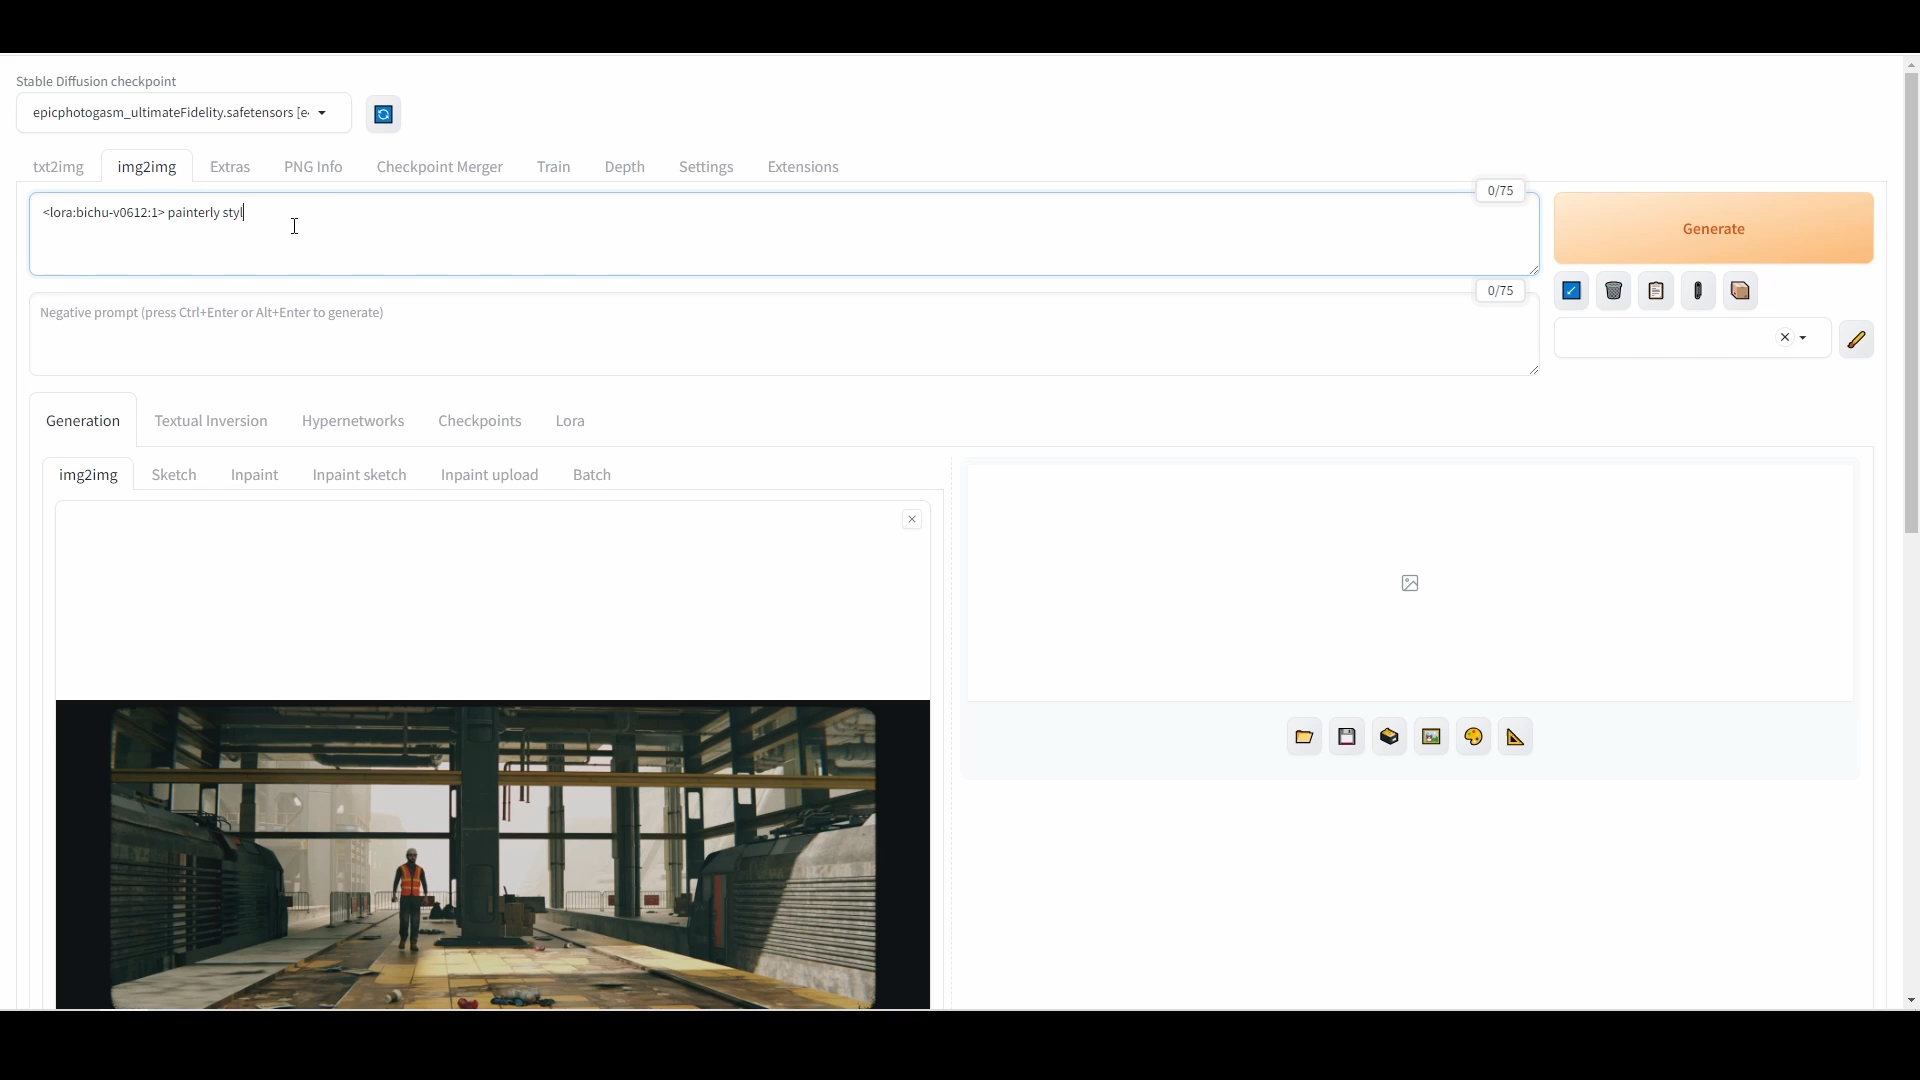 Stable Diffusion checkpoint
epicphotogasm_ultimateFidelity.safetensors [e
txt2img img2img Extras PNG Info Checkpoint Merger Train Depth Settings Extensions
0/75
<lora:bichu-v0612:1> painterly styl
Generate
0/75
Negative prompt (press Ctrl+Enter or Alt+Enter to generate)
Generation Textual Inversion Hypernetworks Checkpoints Lora
img2img Sketch Inpaint Inpaint sketch Inpaint upload Batch